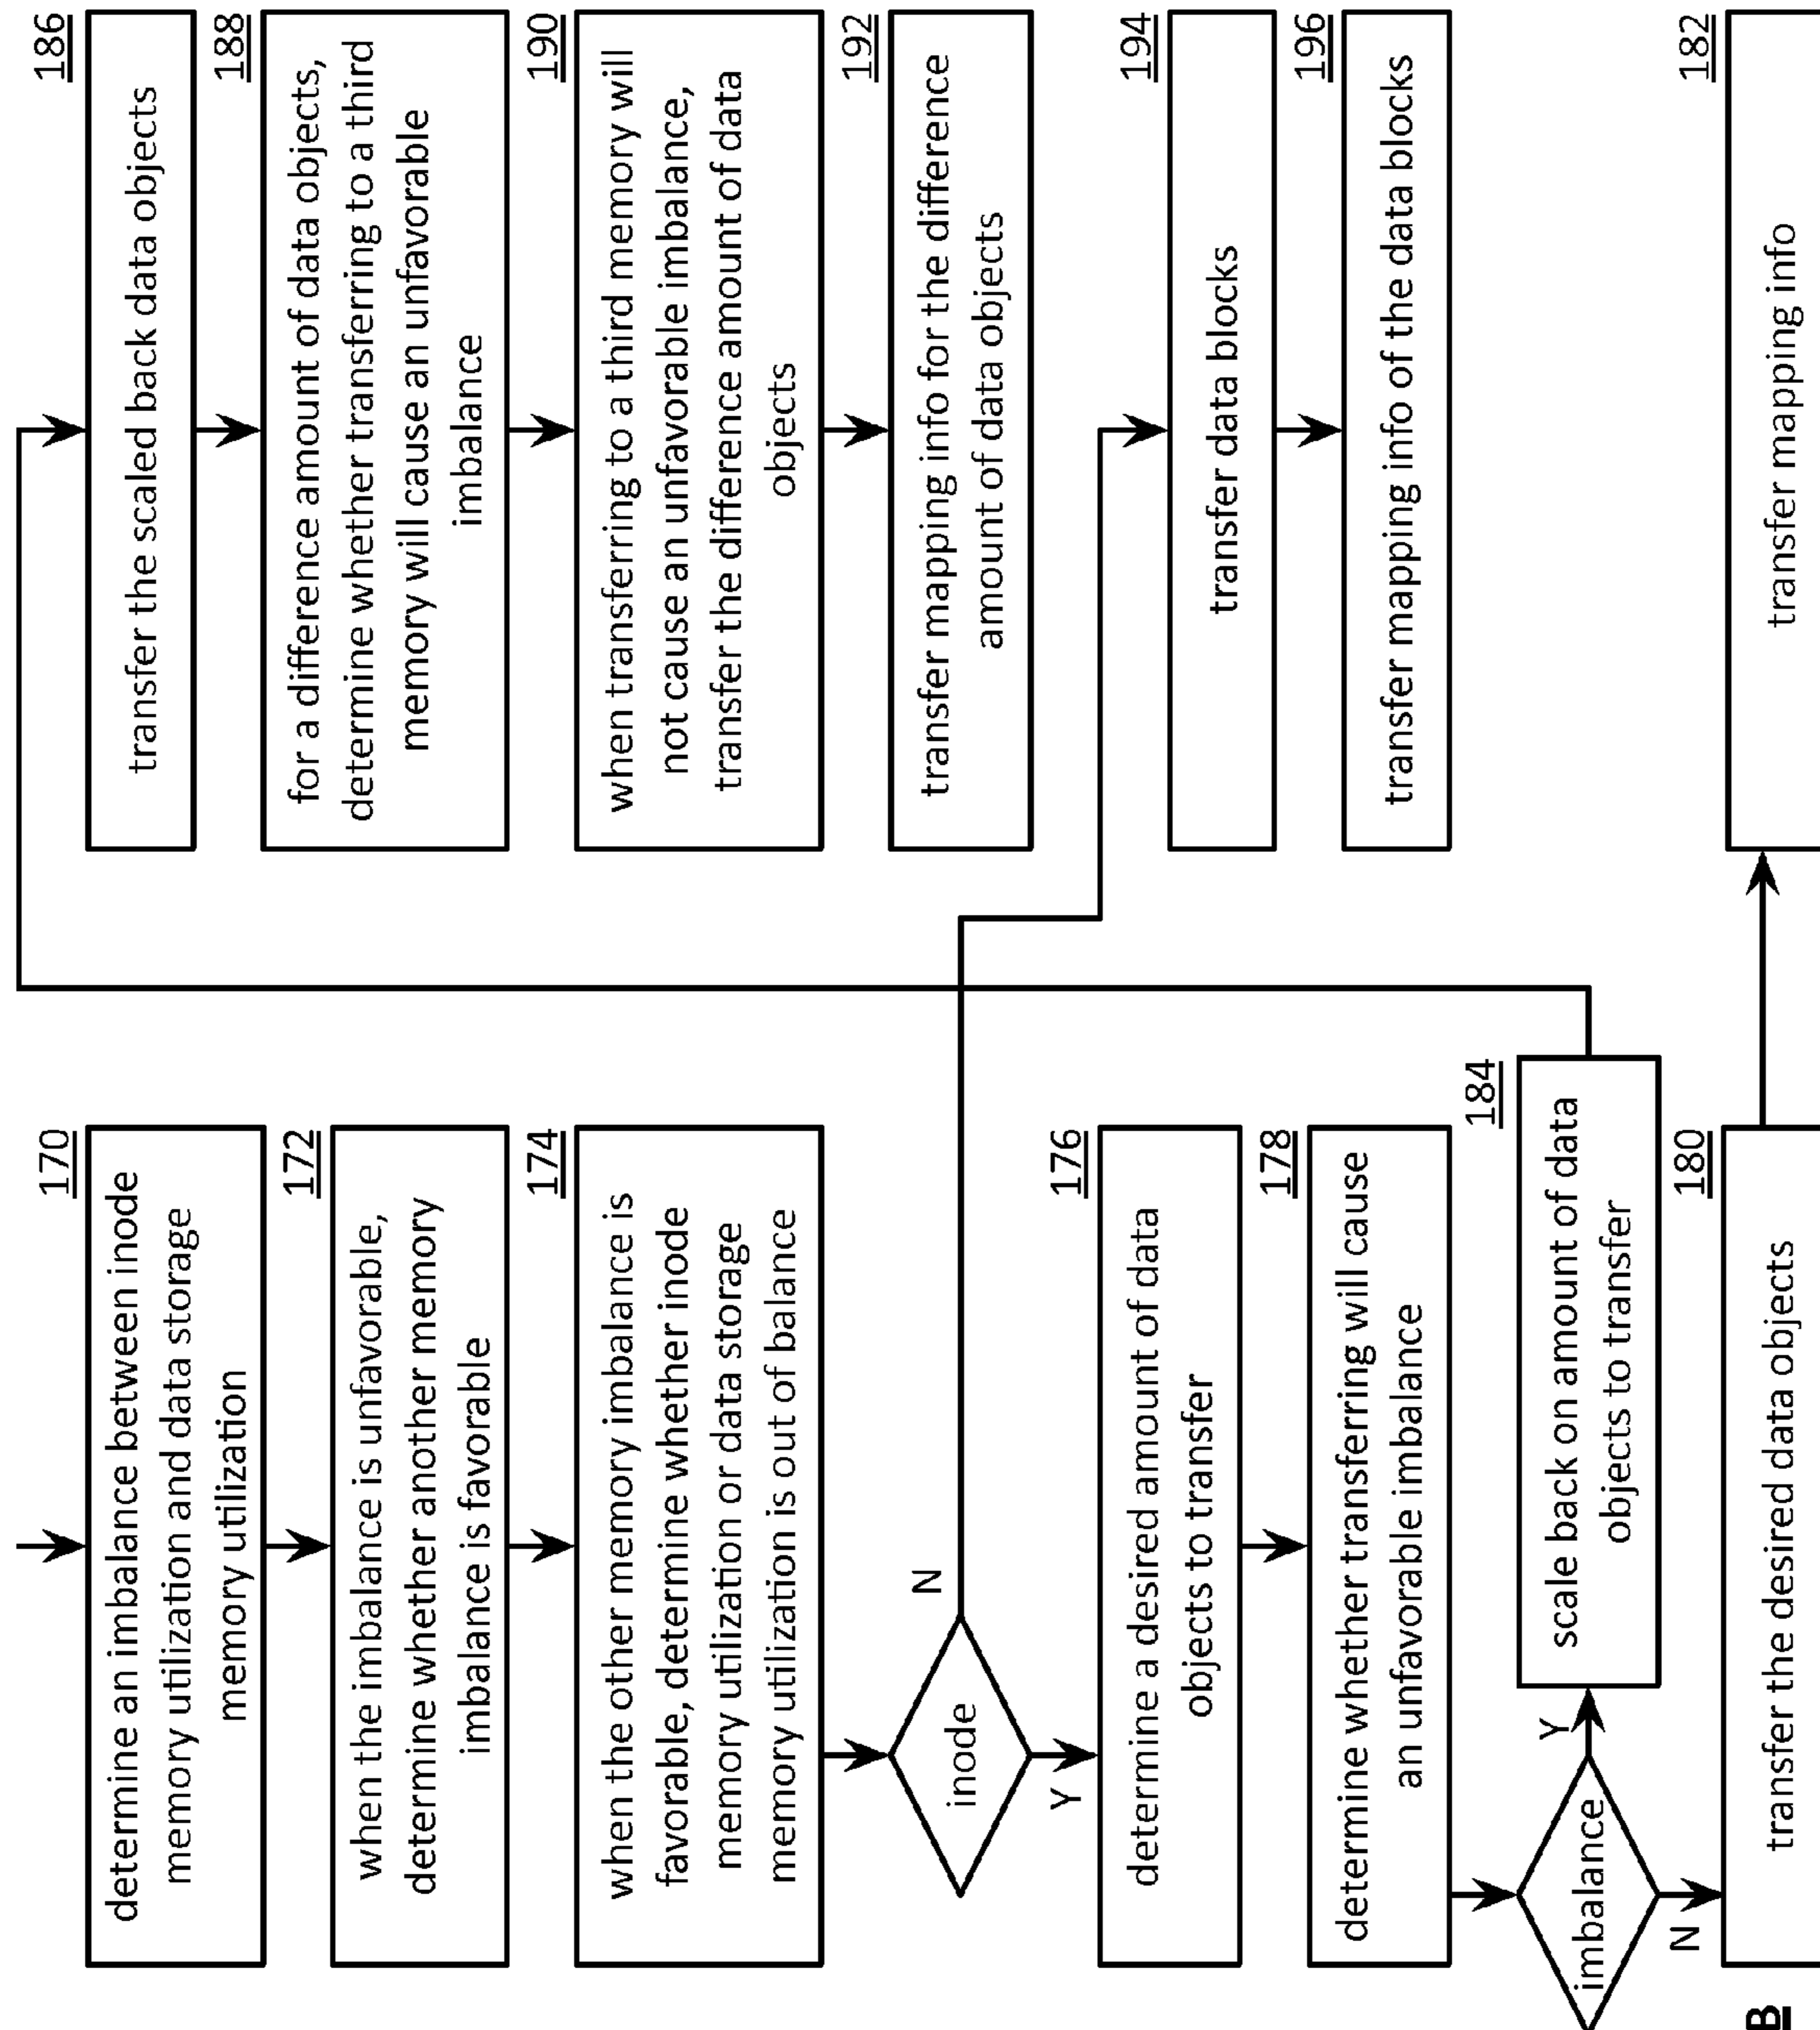 170
determine an imbalance between inode
memory utilization and data storage
memory utilization
172
when the imbalance is unfavorable,
determine whether another memory
imbalance is favorable
174
when the other memory imbalance is
favorable, determine whether inode
memory utilization or data storage
memory utilization is out of balance
inode
N
Y
176
determine a desired amount of data
objects to transfer
178
determine whether transferring will cause
an unfavorable imbalance
imbalance
Y
N
184
scale back on amount of data
objects to transfer
180
transfer the desired data objects
186
transfer the scaled back data objects
188
for a difference amount of data objects,
determine whether transferring to a third
memory will cause an unfavorable
imbalance
190
when transferring to a third memory will
not cause an unfavorable imbalance,
transfer the difference amount of data
objects
192
transfer mapping info for the difference
amount of data objects
194
transfer data blocks
196
transfer mapping info of the data blocks
182
transfer mapping info
B